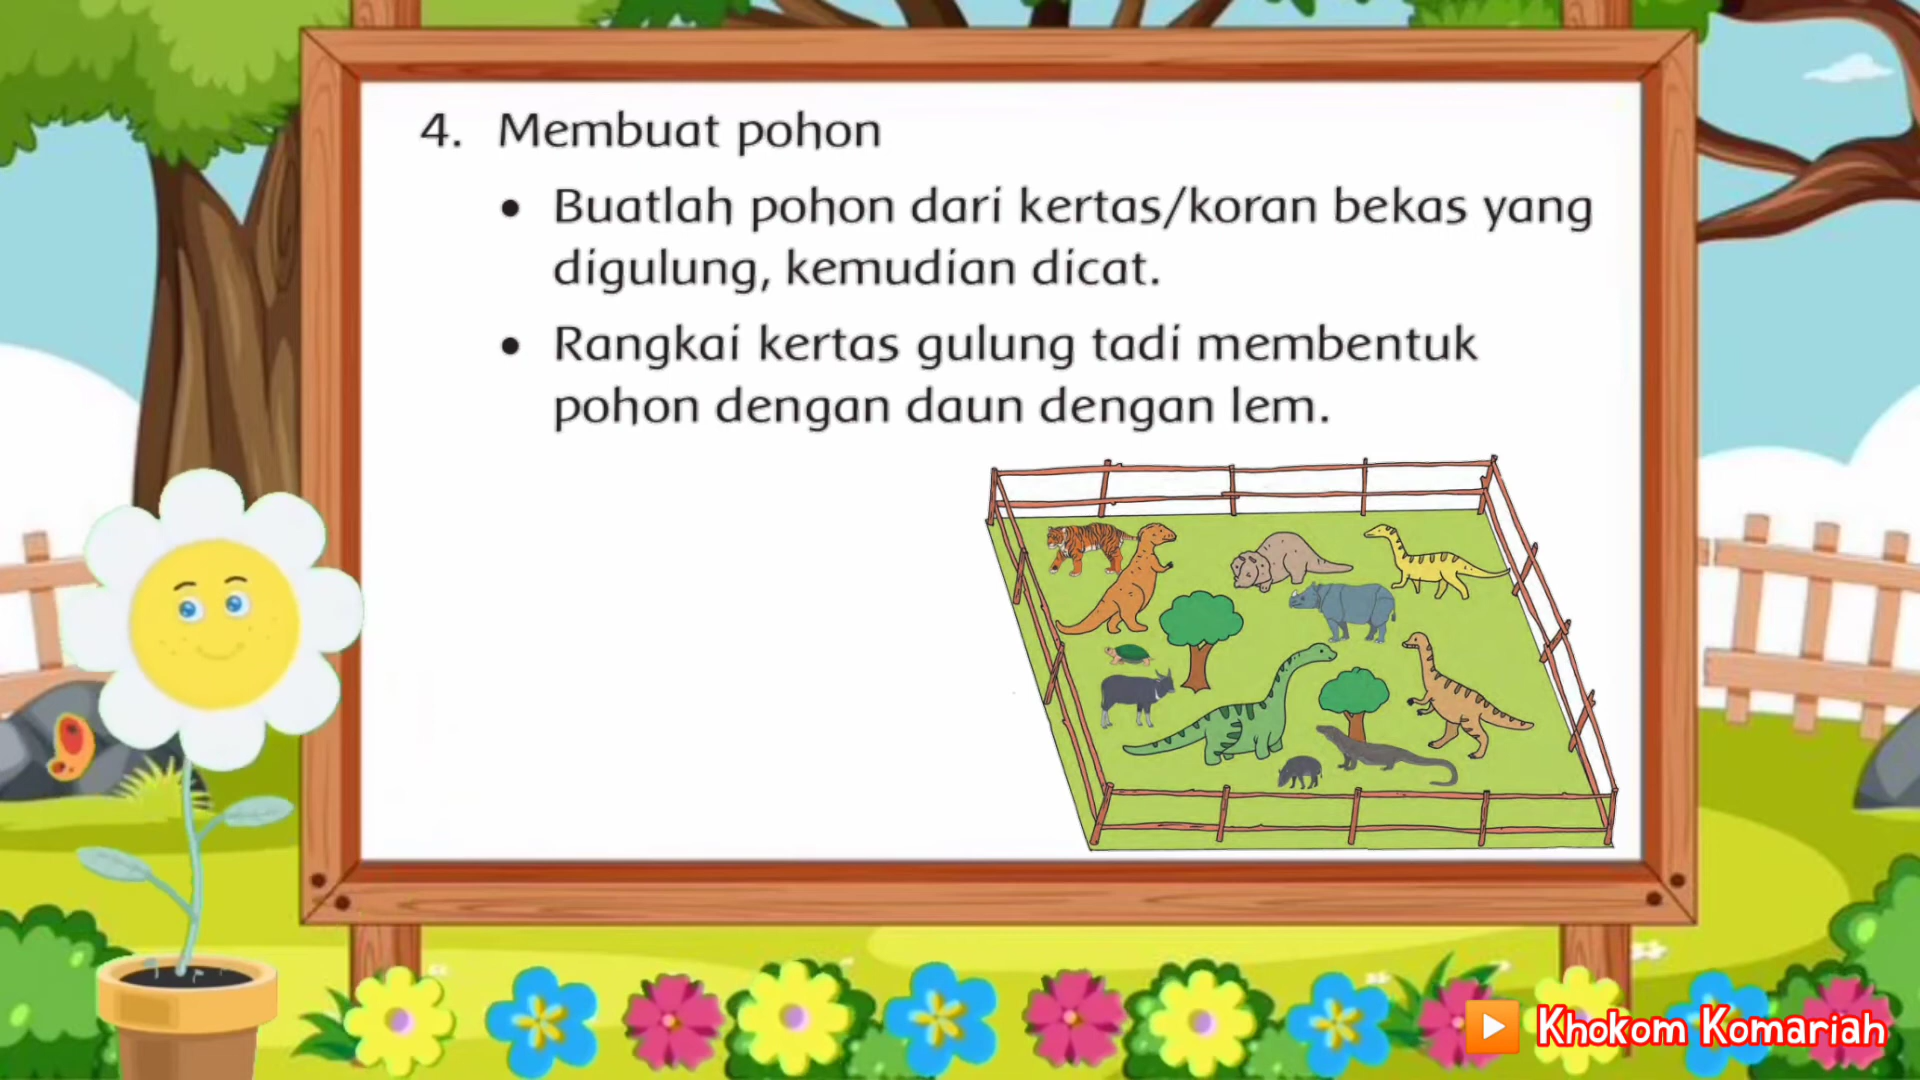 4. Membuat pohon
• Buatlah pohon dari kertas/koran bekas yang
digulung, kemudian dicat.
• Rangkai kertas gulung tadi membentuk
pohon dengan daun dengan lem.
Khokom Komariah